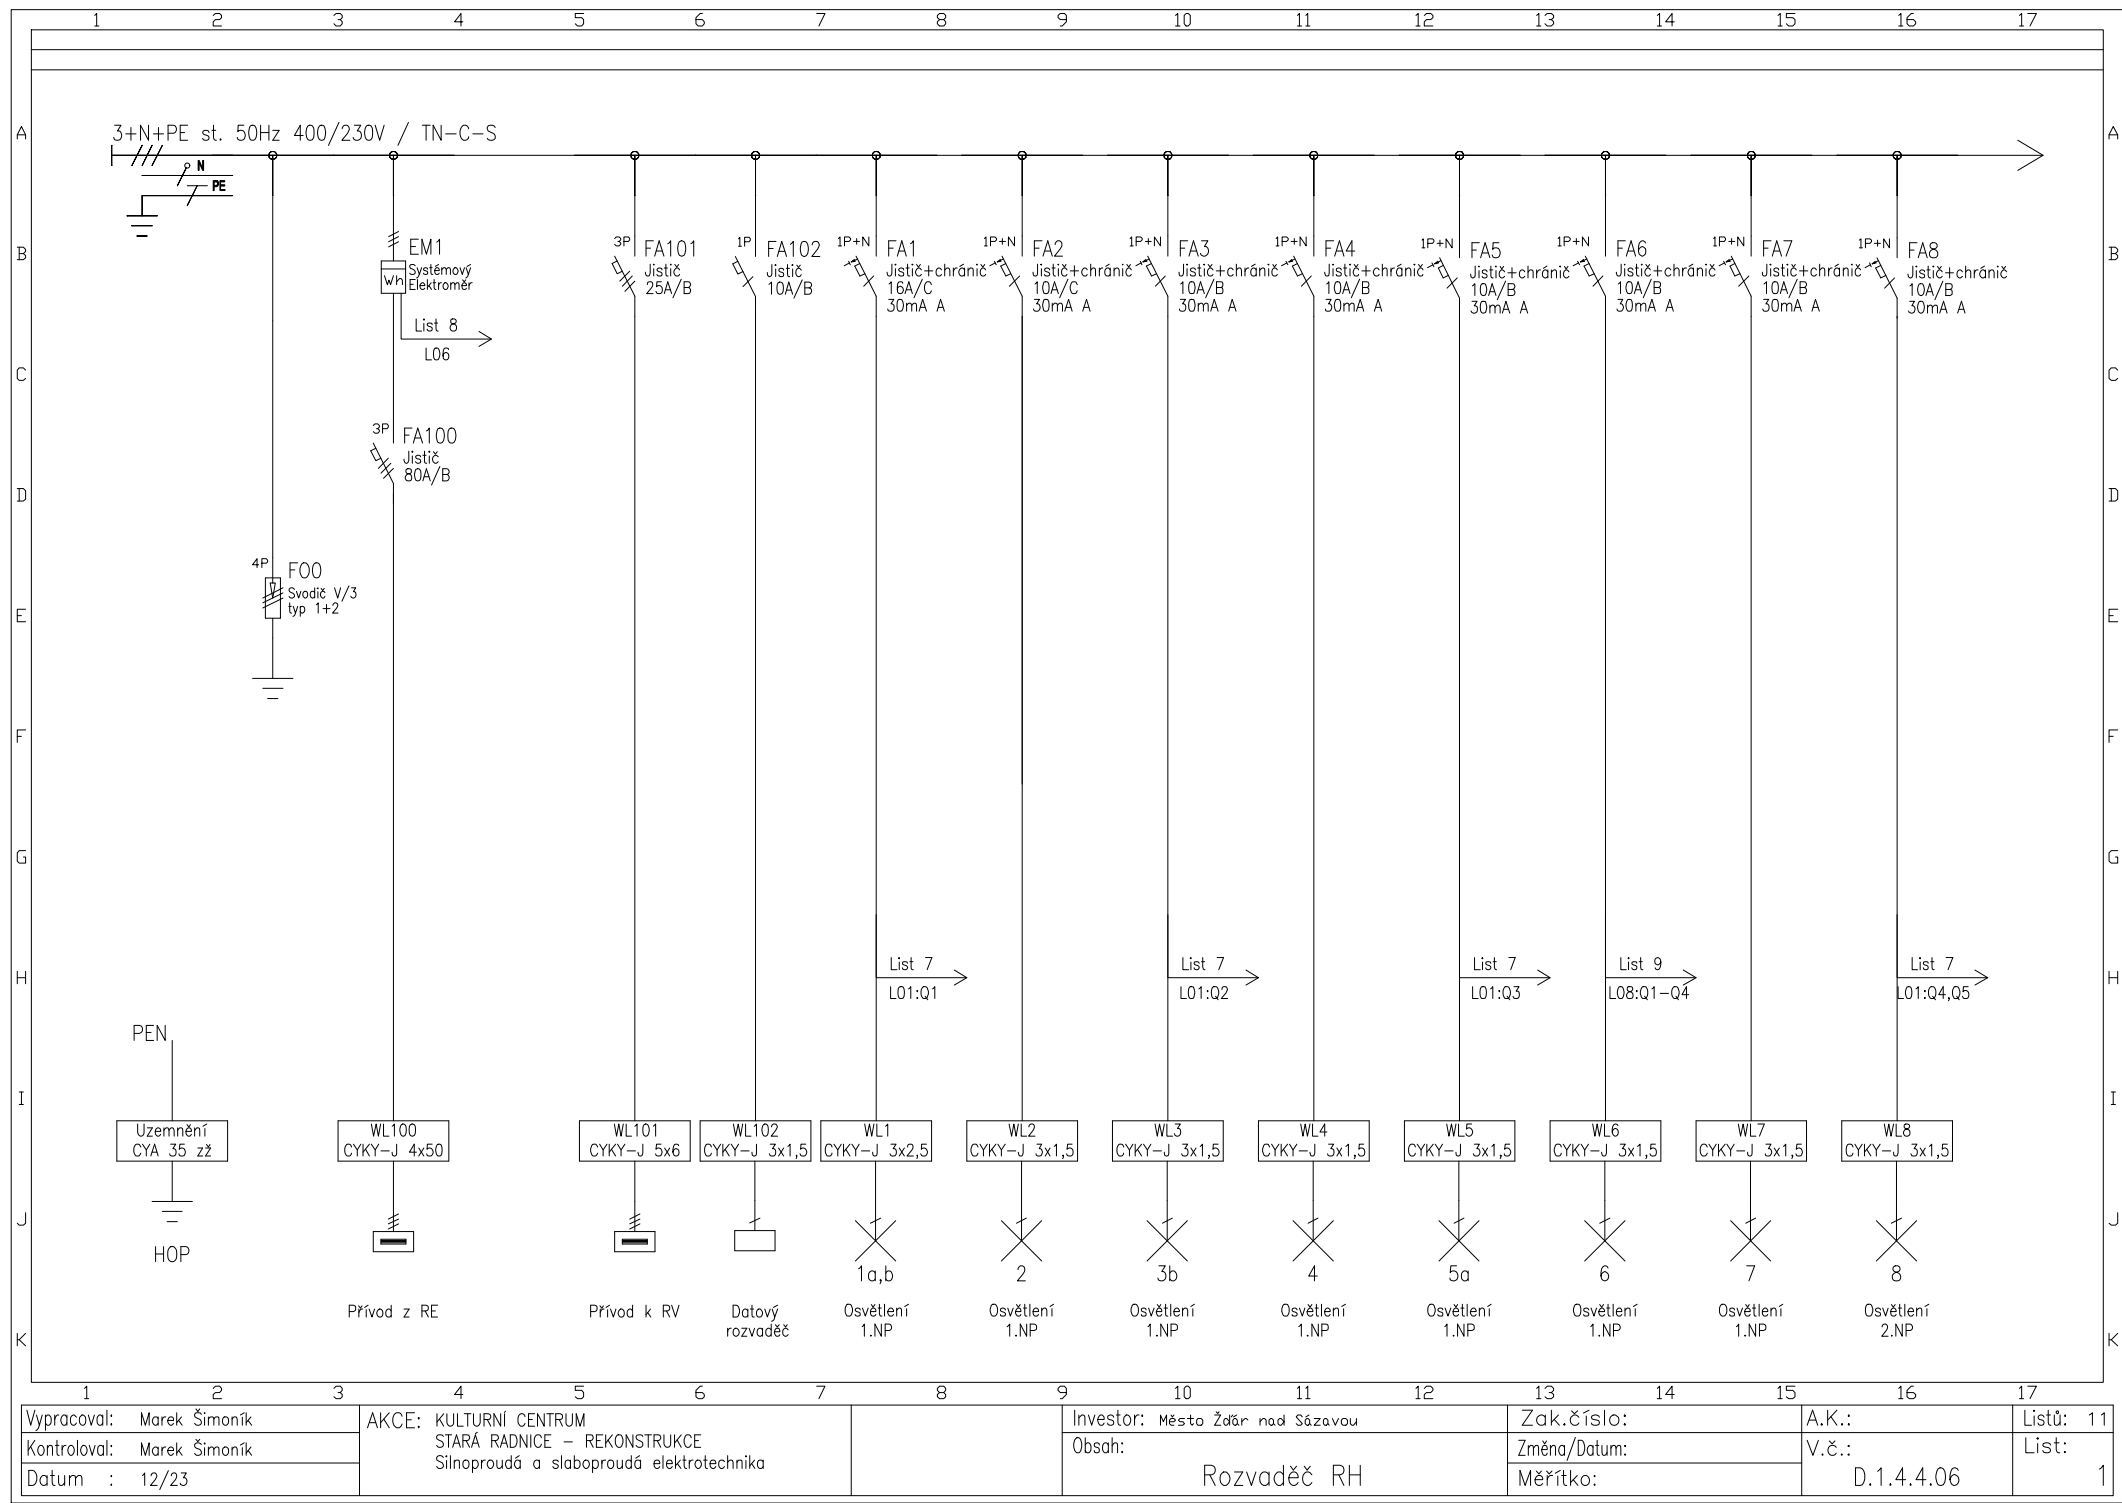 1 2 3 4 5 6 7 8 9 10 11 12 13 14 15 16 17
A 3+N+PE st. 50Hz 400/230V / TN-C-S A
N
PE
B B
EM1
Systémový
Elektroměr
Wh
List 8
L06
3P FA101
Jistič
25A/B
1P FA102
Jistič
10A/B
1P+N FA1
Jistič+chránič
16A/C
30mA A
1P+N FA2
Jistič+chránič
10A/C
30mA A
1P+N FA3
Jistič+chránič
10A/B
30mA A
1P+N FA4
Jistič+chránič
10A/B
30mA A
1P+N FA5
Jistič+chránič
10A/B
30mA A
1P+N FA6
Jistič+chránič
10A/B
30mA A
1P+N FA7
Jistič+chránič
10A/B
30mA A
1P+N FA8
Jistič+chránič
10A/B
30mA A
C C
3P FA100
Jistič
80A/B
D D
4P F00
Svodič V/3
typ 1+2
E E
F F
G G
H H
List 7
L01:Q1
List 7
L01:Q2
List 7
L01:Q3
List 9
L08:Q1-Q4
List 7
L01:Q4,Q5
PEN
I I
Uzemnění
CYA 35 zž
WL100
CYKY-J 4x50
WL101
CYKY-J 5x6
WL102
CYKY-J 3x1,5
WL1
CYKY-J 3x2,5
WL2
CYKY-J 3x1,5
WL3
CYKY-J 3x1,5
WL4
CYKY-J 3x1,5
WL5
CYKY-J 3x1,5
WL6
CYKY-J 3x1,5
WL7
CYKY-J 3x1,5
WL8
CYKY-J 3x1,5
J J
HOP
1a,b 2 3b 4 5a 6 7 8
Přívod z RE
Přívod k RV
Datový
rozvaděč
Osvětlení
1.NP
Osvětlení
1.NP
Osvětlení
1.NP
Osvětlení
1.NP
Osvětlení
1.NP
Osvětlení
1.NP
Osvětlení
1.NP
Osvětlení
2.NP
K K
1 2 3 4 5 6 7 8 9 10 11 12 13 14 15 16 17
Vypracoval: Marek Šimoník
Kontroloval: Marek Šimoník
Datum : 12/23
AKCE: KULTURNÍ CENTRUM
STARÁ RADNICE - REKONSTRUKCE
Silnoproudá a slaboproudá elektrotechnika
Investor: Město Žďár nad Sázavou
Obsah:
Rozvaděč RH
Zak.číslo:
Změna/Datum:
Měřítko:
A.K.:
V.č.:
D.1.4.4.06
Listů: 11
List:
1